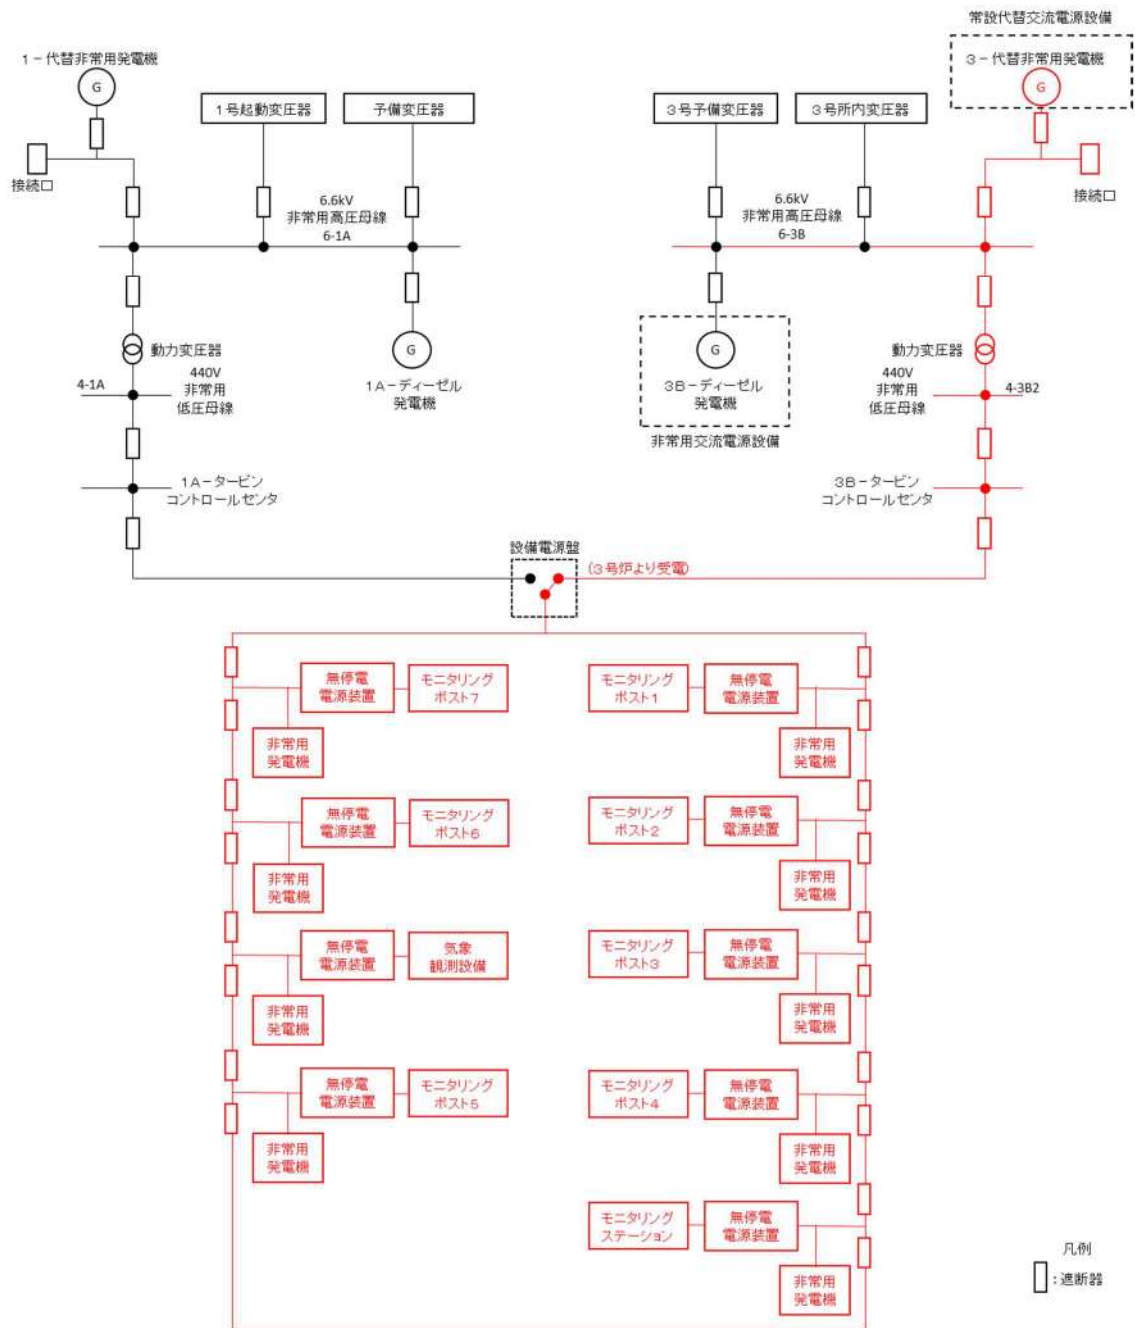 常設代替交流電源設備
1-代替非常用発電機
3-代替非常用発電機
G
G
1号起動変圧器
予備変圧器
3号予備変圧器
3号所内変圧器
接続口
接続口
6.6kV
非常用高圧母線
6-1A
6.6kV
非常用高圧母線
6-3B
動力変圧器
G
G
動力変圧器
1A-ディーゼル
発電機
3B-ディーゼル
発電機
4-1A
440V
非常用
低圧母線
440V
非常用
低圧母線
4-3B2
非常用交流電源設備
1A-タービン
コントロールセンタ
3B-タービン
コントロールセンタ
設備電源盤
(3号炉より受電)
無停電
電源装置
モニタリング
ポスト7
モニタリング
ポスト1
無停電
電源装置
非常用
発電機
非常用
発電機
無停電
電源装置
モニタリング
ポスト6
モニタリング
ポスト2
無停電
電源装置
非常用
発電機
非常用
発電機
無停電
電源装置
気象
観測設備
モニタリング
ポスト3
無停電
電源装置
非常用
発電機
非常用
発電機
無停電
電源装置
モニタリング
ポスト5
モニタリング
ポスト4
無停電
電源装置
非常用
発電機
非常用
発電機
モニタリング
ステーション
無停電
電源装置
非常用
発電機
凡例
:遮断器